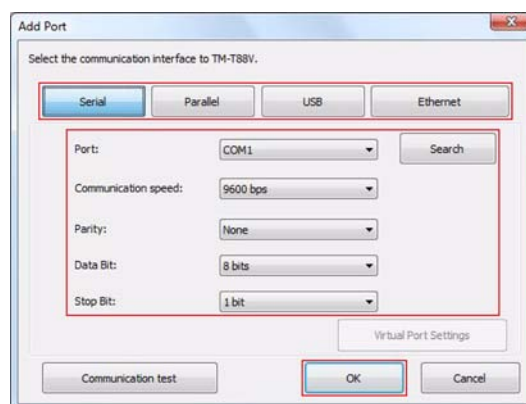 Add Port
Select the communication interface to TM-T88V.
Serial Parallel USB Ethernet
Port: COM1 Search
Communication speed: 9600 bps
Parity: None
Data Bit: 8 bits
Stop Bit: 1 bit
Virtual Port Settings
Communication test OK Cancel